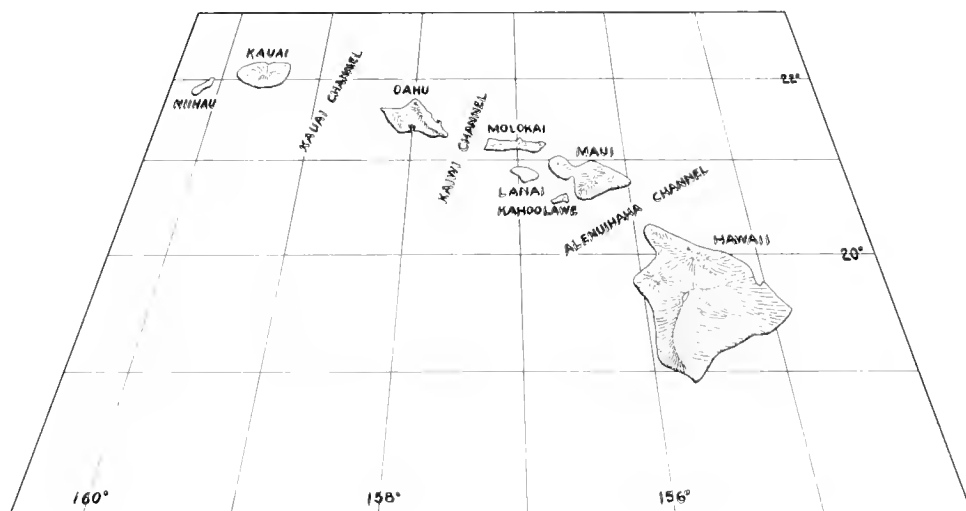 KAUAI
22°
NIIHAU
KAUAI CHANNEL
OAHU
KAIWI CHANNEL
MOLOKAI
MAUI
LANAI
KAHOOLAWE
ALENUIHAHA CHANNEL
HAWAII
20°
160°
158°
156°